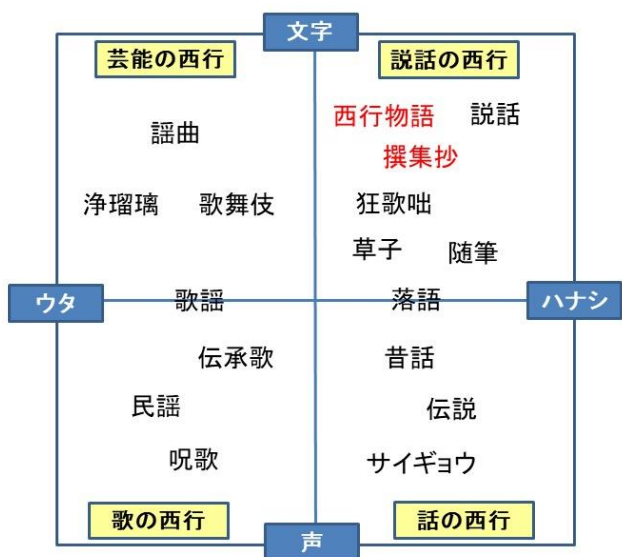 文字
芸能の西行
説話の西行
謡曲
西行物語
説話
撰集抄
浄瑠璃
歌舞伎
狂歌咄
草子
随筆
ウタ
歌謡
落語
ハナシ
伝承歌
昔話
民謡
伝説
呪歌
サイギョウ
歌の西行
話の西行
声